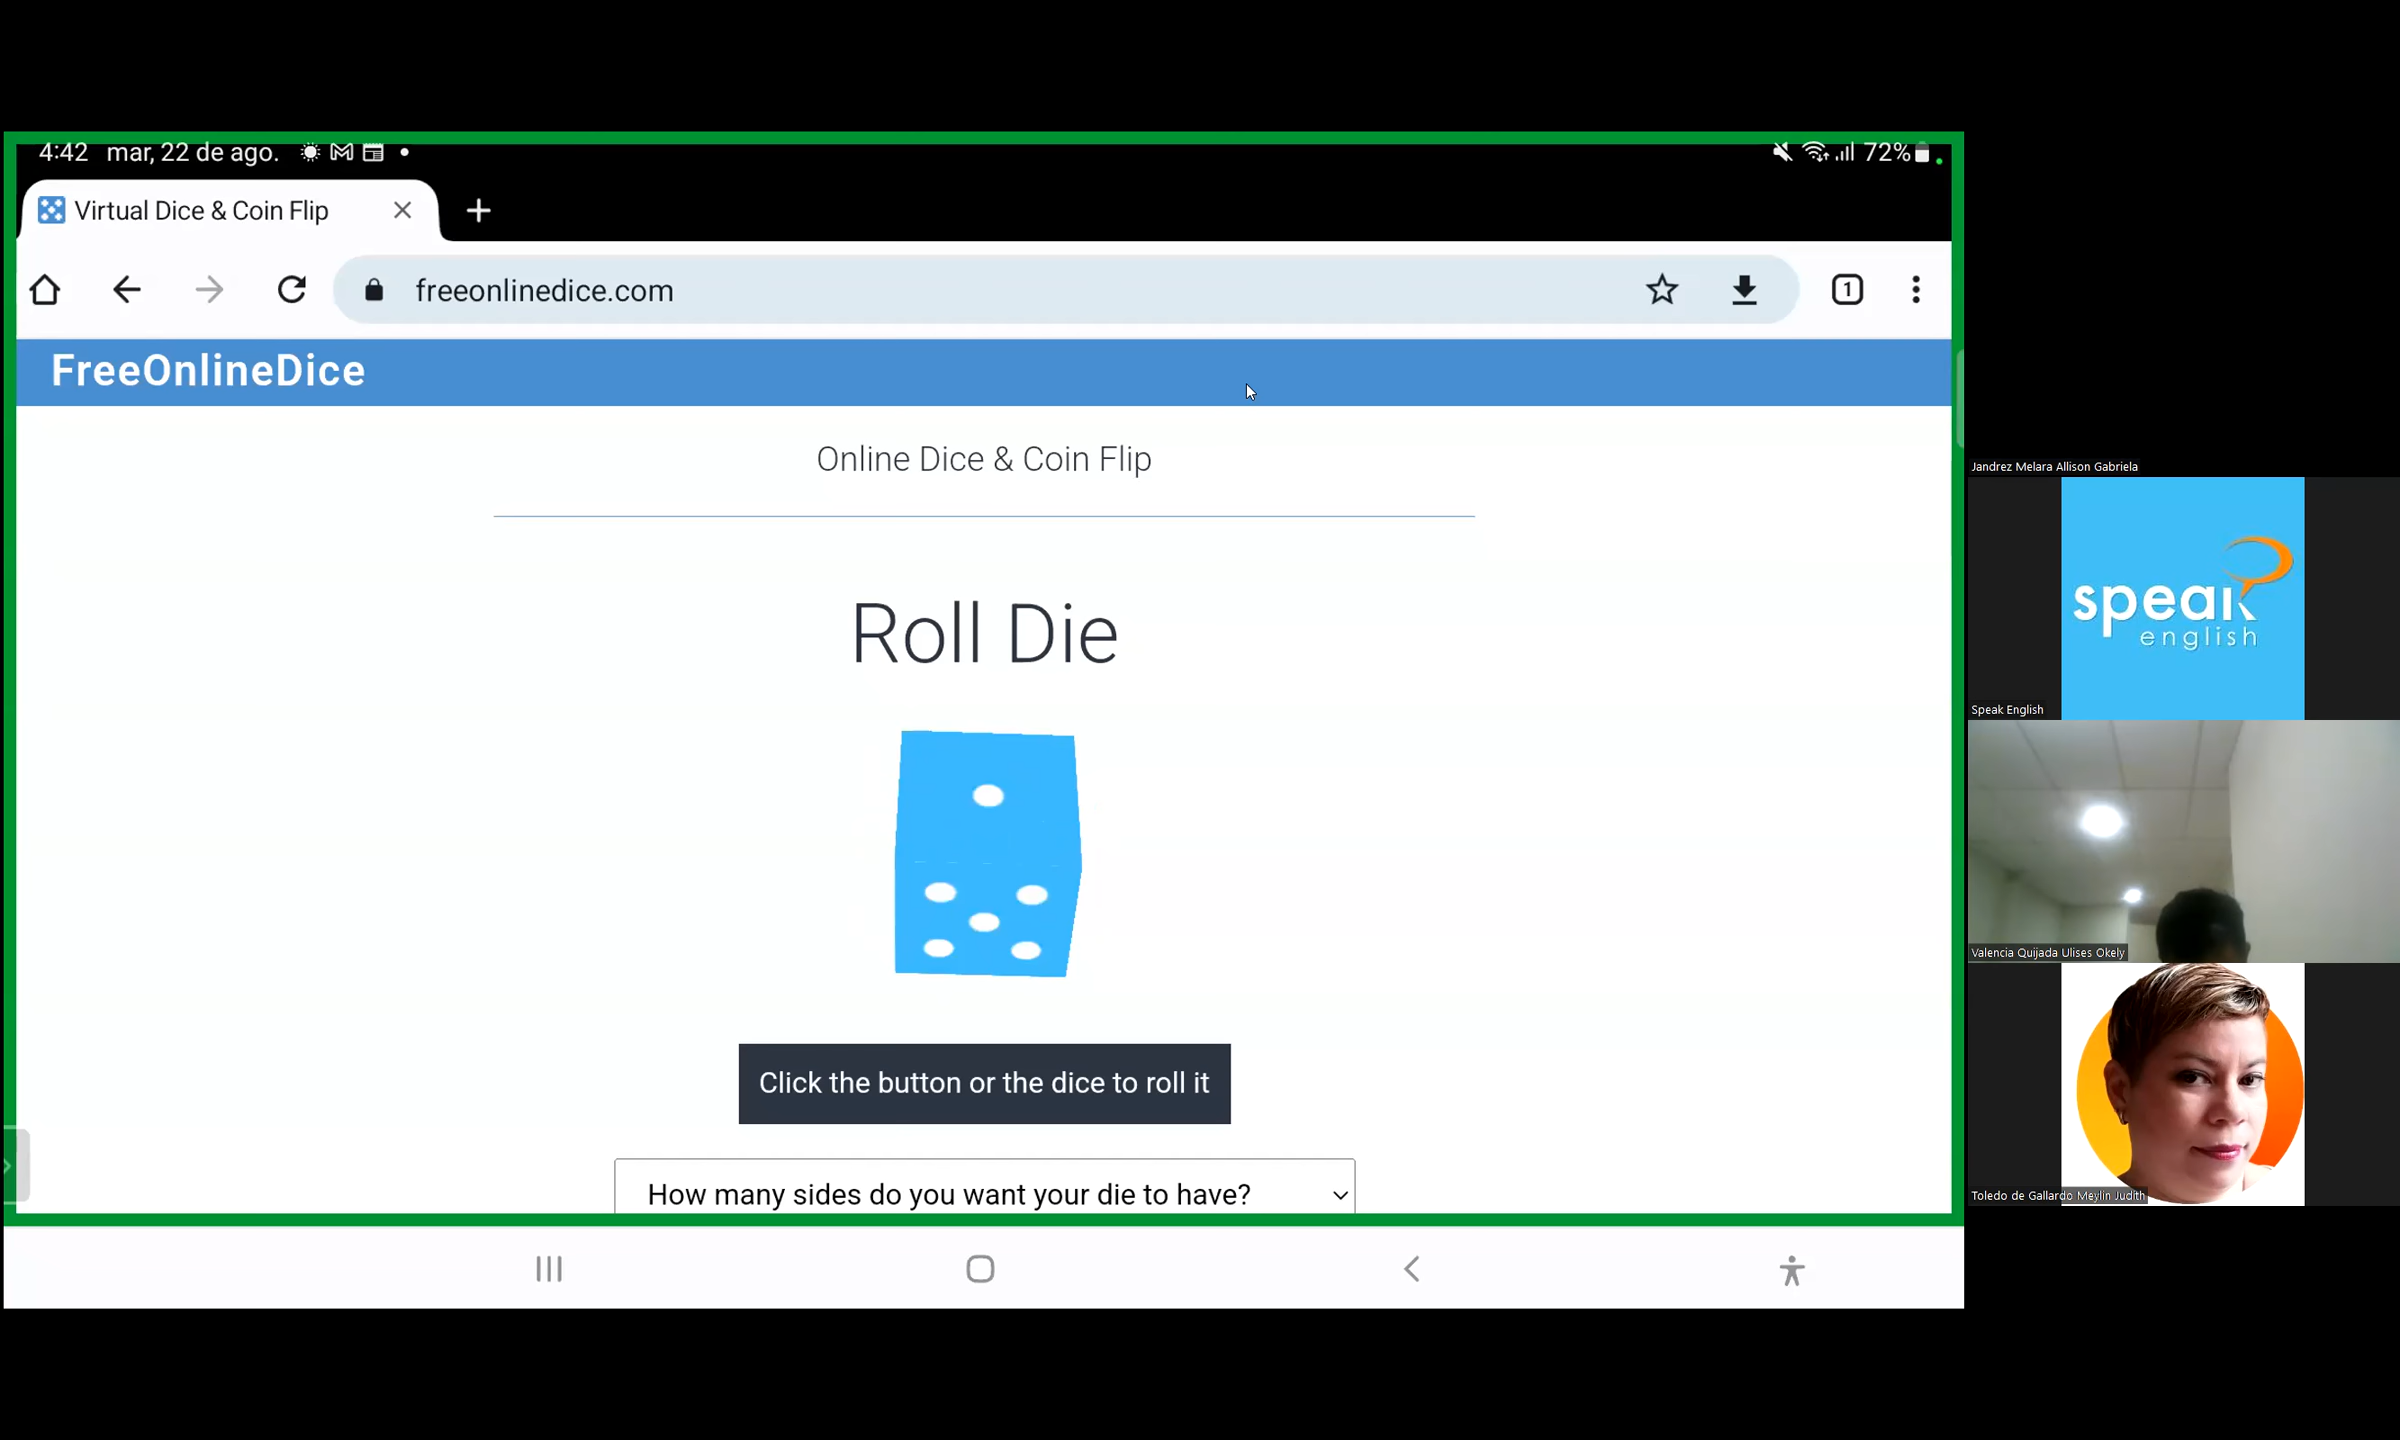 4:42 mar, 22 de ago.
72%
Virtual Dice & Coin Flip
freeonlinedice.com
1
FreeOnlineDice
Online Dice & Coin Flip
Roll Die
Click the button or the dice to roll it
How many sides do you want your die to have?
Jandrez Melara Allison Gabriela
speak
english
Speak English
Valencia Quijada Ulises Okely
Toledo de Gallardo Meylin Judith